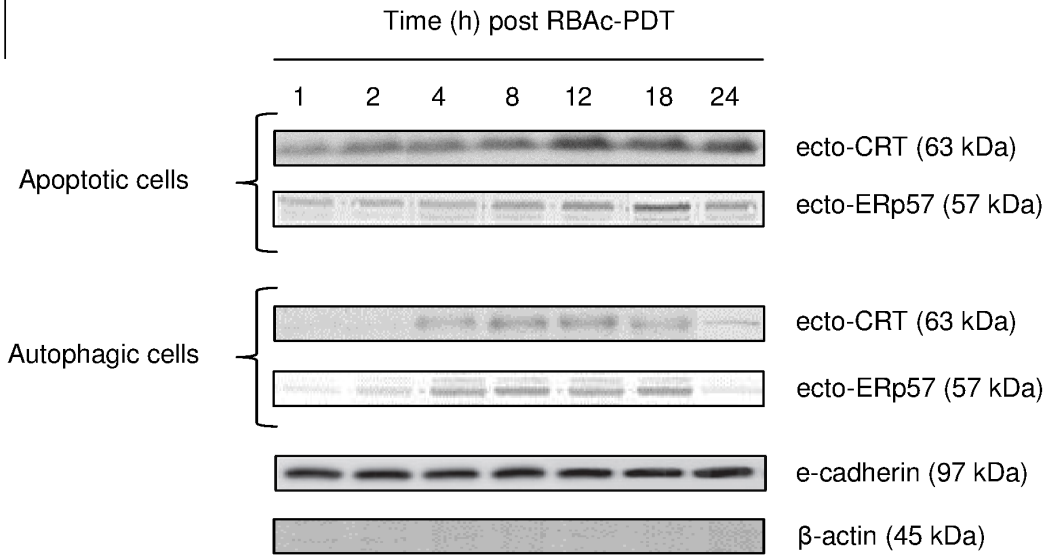 Time (h) post RBAc-PDT
1 2 4 8 12 18 24
Apoptotic cells
ecto-CRT (63 kDa)
ecto-ERp57 (57 kDa)
Autophagic cells
ecto-CRT (63 kDa)
ecto-ERp57 (57 kDa)
e-cadherin (97 kDa)
β-actin (45 kDa)